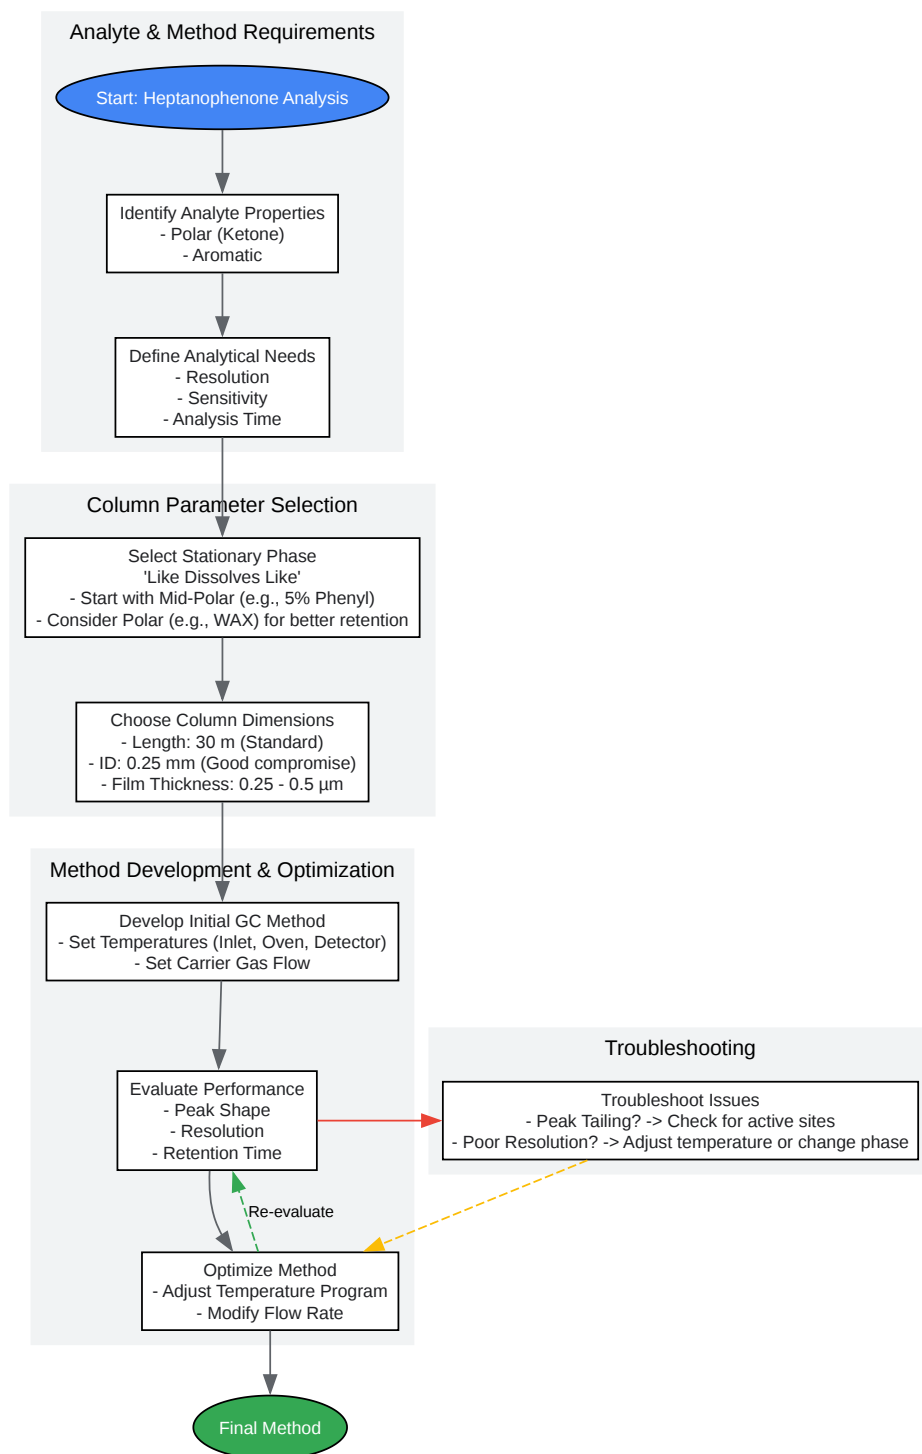 Analyte & Method Requirements
Start: Heptanophenone Analysis
Identify Analyte Properties
- Polar (Ketone)
- Aromatic
Define Analytical Needs
- Resolution
- Sensitivity
- Analysis Time
Column Parameter Selection
Select Stationary Phase
'Like Dissolves Like'
- Start with Mid-Polar (e.g., 5% Phenyl)
- Consider Polar (e.g., WAX) for better retention
Choose Column Dimensions
- Length: 30 m (Standard)
- ID: 0.25 mm (Good compromise)
- Film Thickness: 0.25 - 0.5 µm
Method Development & Optimization
Develop Initial GC Method
- Set Temperatures (Inlet, Oven, Detector)
- Set Carrier Gas Flow
Evaluate Performance
- Peak Shape
- Resolution
- Retention Time
Troubleshooting
Troubleshoot Issues
- Peak Tailing? -> Check for active sites
- Poor Resolution? -> Adjust temperature or change phase
Re-evaluate
Optimize Method
- Adjust Temperature Program
- Modify Flow Rate
Final Method